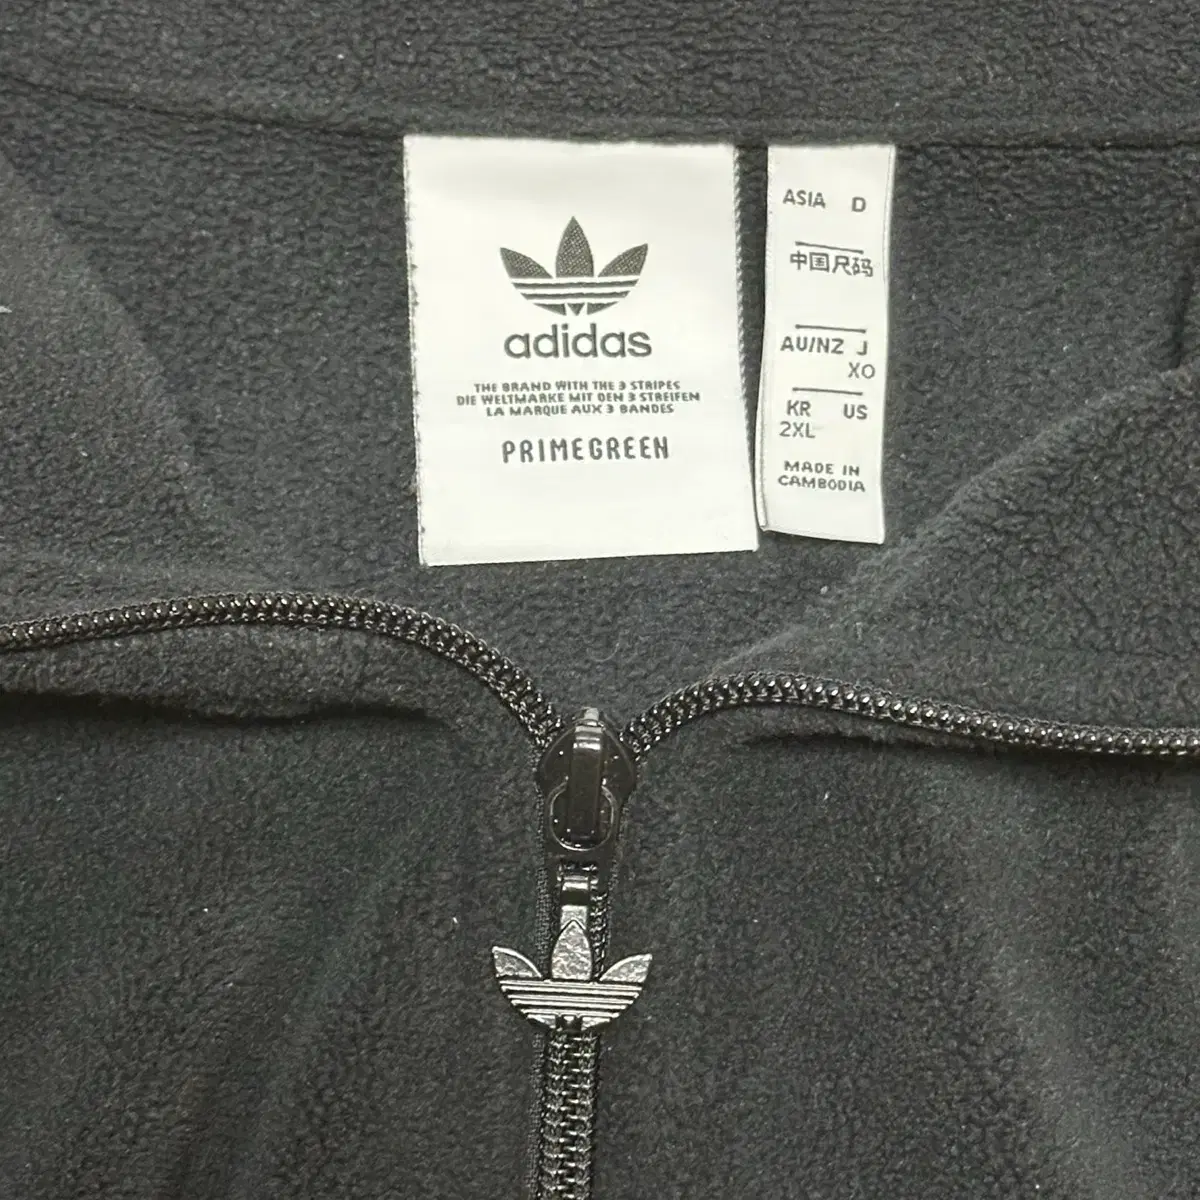 adidas
THE BRAND WITH THE 3 STRIPES
DIE WELTMARKE MIT DEN 3 STREIFEN
LA MARQUE AUX 3 BANDES
PRIMEGREEN
ASIA D
中国尺码
AU/NZ J
XO
KR US
2XL
MADE IN
CAMBODIA